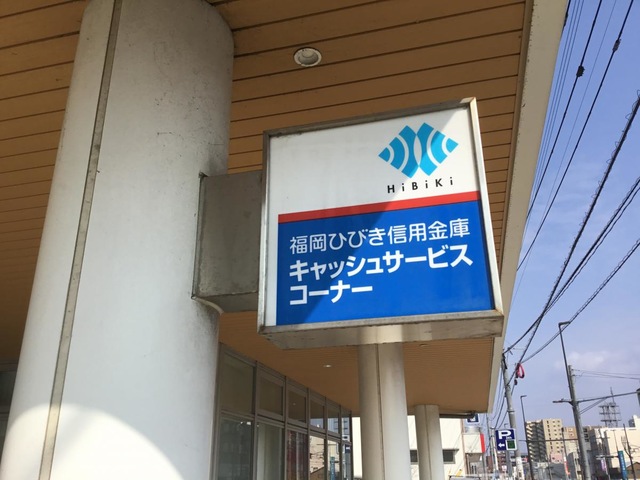 HiBiKi
福岡ひびき信用金庫
キャッシュサービス
コーナー
P